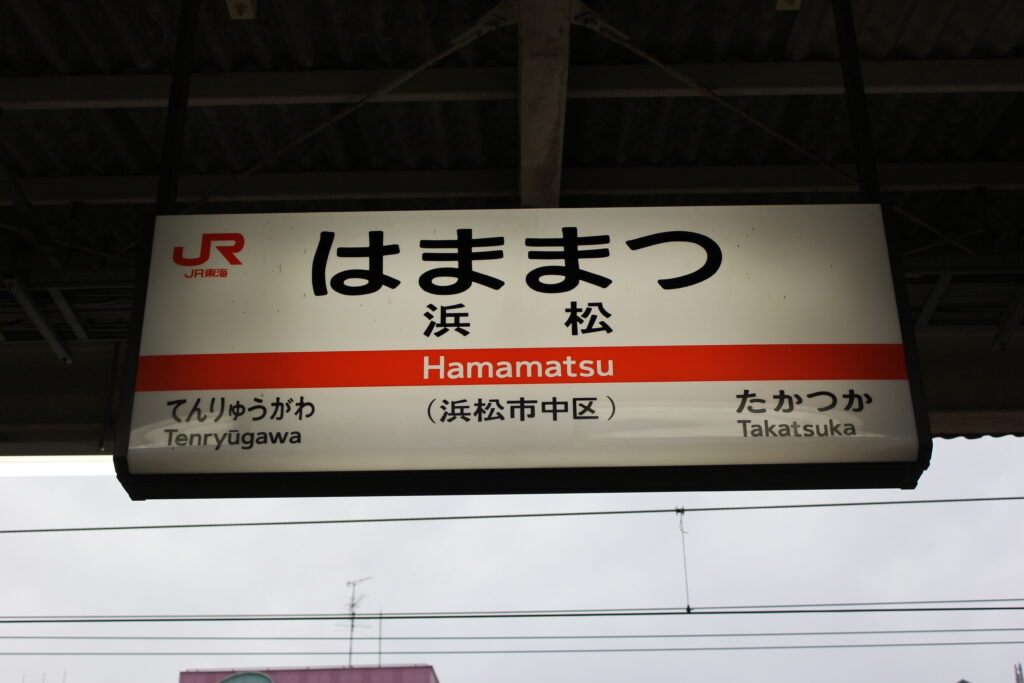 JR
JR東海
はままつ
浜松
Hamamatsu
てんりゅうがわ
Tenryūgawa
(浜松市中区)
たかつか
Takatsuka